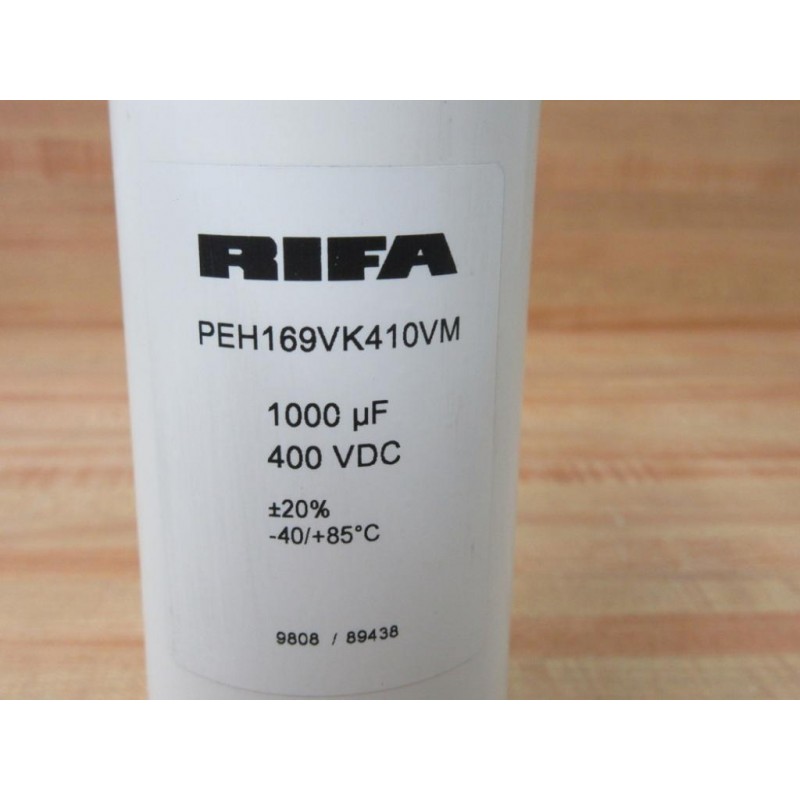 RIFA
PEH169VK410VM
1000 µF
400 VDC
±20%
-40/+85°C
9808 / 89438